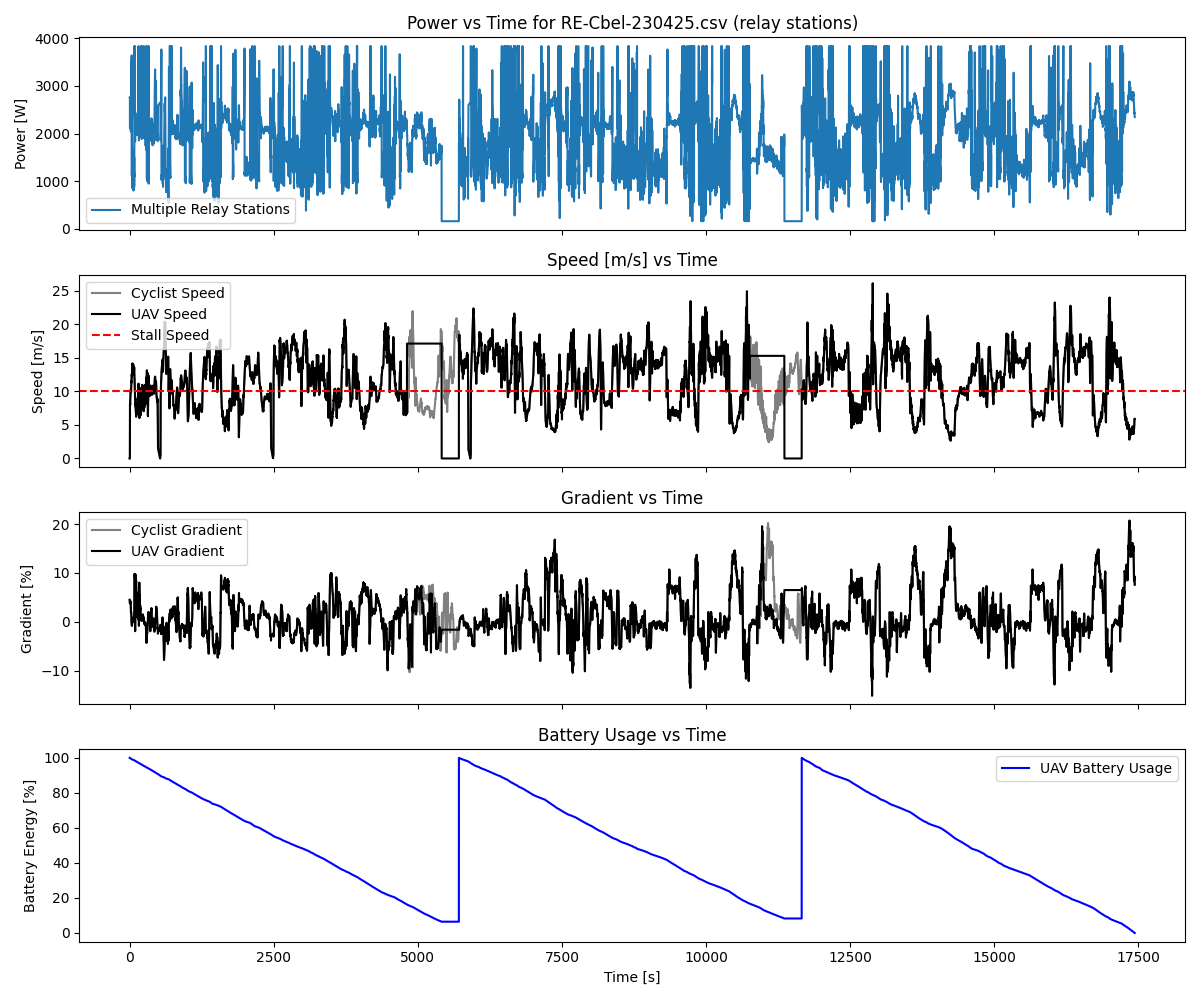 Power vs Time for RE-Cbel-230425.csv (relay stations)
4000
3000
2000
1000
0
Power [W]
Multiple Relay Stations
Speed [m/s] vs Time
25
20
15
10
5
0
Speed [m/s]
Cyclist Speed
UAV Speed
Stall Speed
Gradient vs Time
20
10
0
−10
Gradient [%]
Cyclist Gradient
UAV Gradient
Battery Usage vs Time
100
80
60
40
20
0
Battery Energy [%]
UAV Battery Usage
0 2500 5000 7500 10000 12500 15000 17500
Time [s]